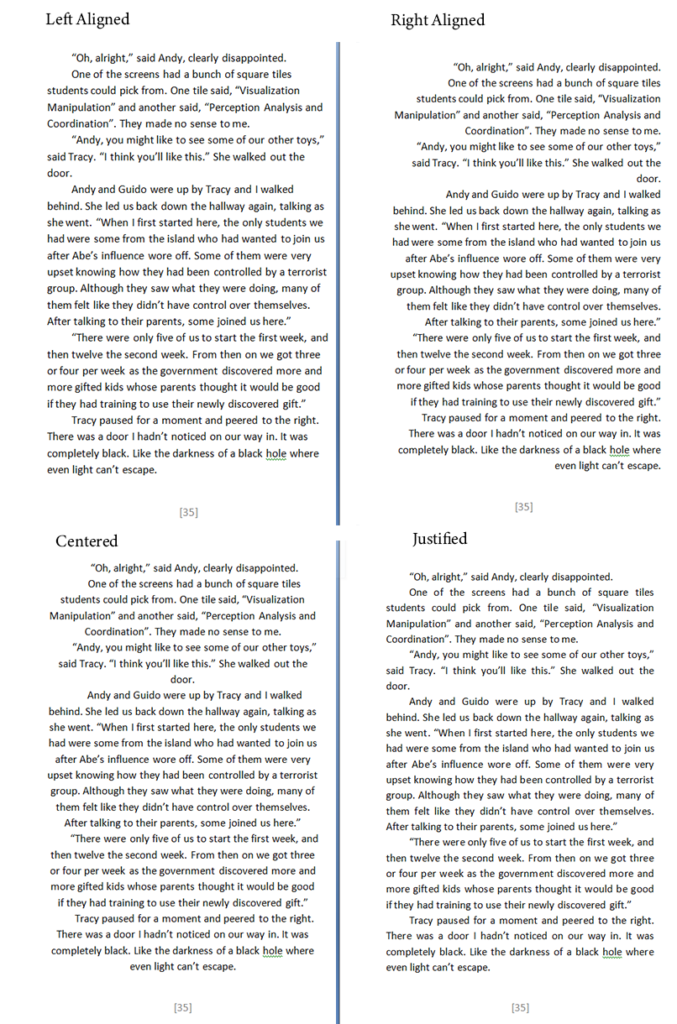 Left Aligned
“Oh, alright,” said Andy, clearly disappointed.
One of the screens had a bunch of square tiles
students could pick from. One tile said, “Visualization
Manipulation” and another said, “Perception Analysis and
Coordination”. They made no sense to me.
“Andy, you might like to see some of our other toys,”
said Tracy. “I think you’ll like this.” She walked out the
door.
Andy and Guido were up by Tracy and I walked
behind. She led us back down the hallway again, talking as
she went. “When I first started here, the only students we
had were some from the island who had wanted to join us
after Abe’s influence wore off. Some of them were very
upset knowing how they had been controlled by a terrorist
group. Although they saw what they were doing, many of
them felt like they didn’t have control over themselves.
After talking to their parents, some joined us here.”
“There were only five of us to start the first week, and
then twelve the second week. From then on we got three
or four per week as the government discovered more and
more gifted kids whose parents thought it would be good
if they had training to use their newly discovered gift.”
Tracy paused for a moment and peered to the right.
There was a door I hadn’t noticed on our way in. It was
completely black. Like the darkness of a black hole where
even light can’t escape.
[35]
Right Aligned
“Oh, alright,” said Andy, clearly disappointed.
One of the screens had a bunch of square tiles
students could pick from. One tile said, “Visualization
Manipulation” and another said, “Perception Analysis and
Coordination”. They made no sense to me.
“Andy, you might like to see some of our other toys,”
said Tracy. “I think you’ll like this.” She walked out the
door.
Andy and Guido were up by Tracy and I walked
behind. She led us back down the hallway again, talking as
she went. “When I first started here, the only students we
had were some from the island who had wanted to join us
after Abe’s influence wore off. Some of them were very
upset knowing how they had been controlled by a terrorist
group. Although they saw what they were doing, many of
them felt like they didn’t have control over themselves.
After talking to their parents, some joined us here.”
“There were only five of us to start the first week, and
then twelve the second week. From then on we got three
or four per week as the government discovered more and
more gifted kids whose parents thought it would be good
if they had training to use their newly discovered gift.”
Tracy paused for a moment and peered to the right.
There was a door I hadn’t noticed on our way in. It was
completely black. Like the darkness of a black hole where
even light can’t escape.
[35]
Centered
“Oh, alright,” said Andy, clearly disappointed.
One of the screens had a bunch of square tiles
students could pick from. One tile said, “Visualization
Manipulation” and another said, “Perception Analysis and
Coordination”. They made no sense to me.
“Andy, you might like to see some of our other toys,”
said Tracy. “I think you’ll like this.” She walked out the
door.
Andy and Guido were up by Tracy and I walked
behind. She led us back down the hallway again, talking as
she went. “When I first started here, the only students we
had were some from the island who had wanted to join us
after Abe’s influence wore off. Some of them were very
upset knowing how they had been controlled by a terrorist
group. Although they saw what they were doing, many of
them felt like they didn’t have control over themselves.
After talking to their parents, some joined us here.”
“There were only five of us to start the first week, and
then twelve the second week. From then on we got three
or four per week as the government discovered more and
more gifted kids whose parents thought it would be good
if they had training to use their newly discovered gift.”
Tracy paused for a moment and peered to the right.
There was a door I hadn’t noticed on our way in. It was
completely black. Like the darkness of a black hole where
even light can’t escape.
[35]
Justified
“Oh, alright,” said Andy, clearly disappointed.
One of the screens had a bunch of square tiles
students could pick from. One tile said, “Visualization
Manipulation” and another said, “Perception Analysis and
Coordination”. They made no sense to me.
“Andy, you might like to see some of our other toys,”
said Tracy. “I think you’ll like this.” She walked out the
door.
Andy and Guido were up by Tracy and I walked
behind. She led us back down the hallway again, talking as
she went. “When I first started here, the only students we
had were some from the island who had wanted to join us
after Abe’s influence wore off. Some of them were very
upset knowing how they had been controlled by a terrorist
group. Although they saw what they were doing, many of
them felt like they didn’t have control over themselves.
After talking to their parents, some joined us here.”
“There were only five of us to start the first week, and
then twelve the second week. From then on we got three
or four per week as the government discovered more and
more gifted kids whose parents thought it would be good
if they had training to use their newly discovered gift.”
Tracy paused for a moment and peered to the right.
There was a door I hadn’t noticed on our way in. It was
completely black. Like the darkness of a black hole where
even light can’t escape.
[35]